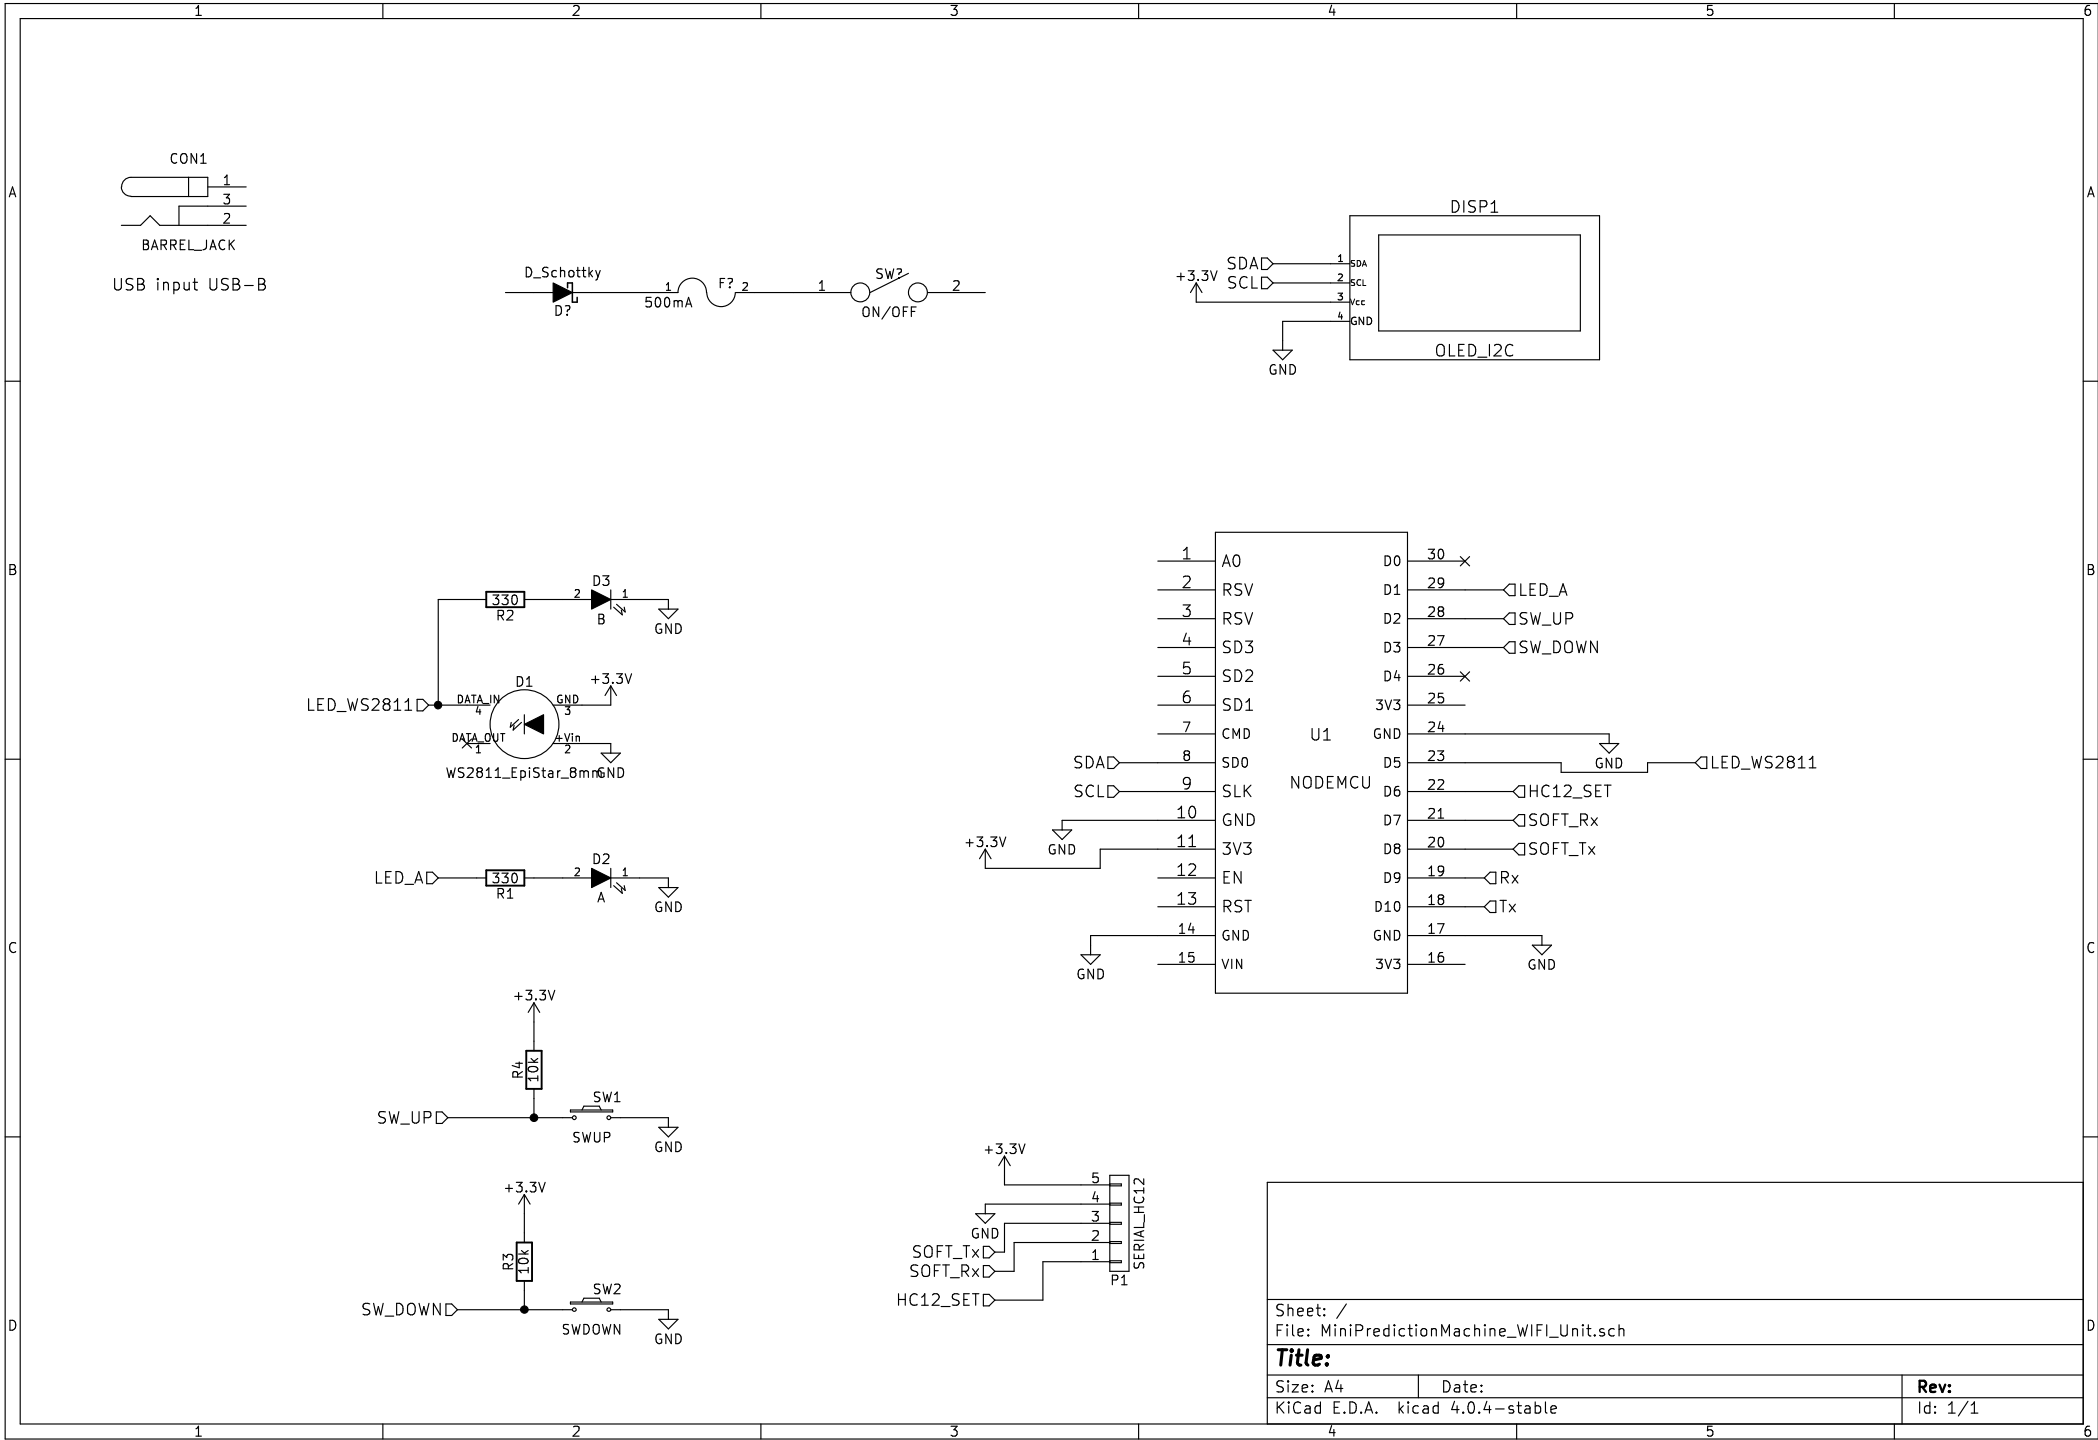 1 2 3 4 5 6
A
B
C
D
A
B
C
D
CON1
1
3
2
BARREL_JACK
USB input USB-B
D_Schottky
D?
1
500mA
F?
2
1
SW?
2
ON/OFF
DISP1
SDA
SCL
+3.3V
1 SDA
2 SCL
3 Vcc
4 GND
OLED_I2C
GND
D3
330
R2
2
1
B
GND
D1
+3.3V
LED_WS2811
DATA_IN
4
GND
3
DATA_OUT
1
+Vin
2
WS2811_EpiStar_8mm
GND
D2
LED_A
330
R1
2
1
A
GND
+3.3V
R4
10k
SW_UP
SW1
SWUP
GND
+3.3V
R3
10k
SW_DOWN
SW2
SWDOWN
GND
1 A0
2 RSV
3 RSV
4 SD3
5 SD2
6 SD1
7 CMD
SDA 8 SD0
SCL 9 SLK
10 GND
GND
+3.3V
11 3V3
12 EN
13 RST
14 GND
GND
15 VIN
U1
NODEMCU
D0 30
D1 29 LED_A
D2 28 SW_UP
D3 27 SW_DOWN
D4 26
3V3 25
GND 24
GND
D5 23 LED_WS2811
D6 22 HC12_SET
D7 21 SOFT_Rx
D8 20 SOFT_Tx
D9 19 Rx
D10 18 Tx
GND 17
GND
3V3 16
+3.3V
5
4
GND
3
SOFT_Tx
2
SOFT_Rx
1
HC12_SET
P1
SERIAL_HC12
Sheet: /
File: MiniPredictionMachine_WIFI_Unit.sch
Title:
Size: A4 Date: Rev:
KiCad E.D.A. kicad 4.0.4-stable Id: 1/1
1 2 3 4 5 6